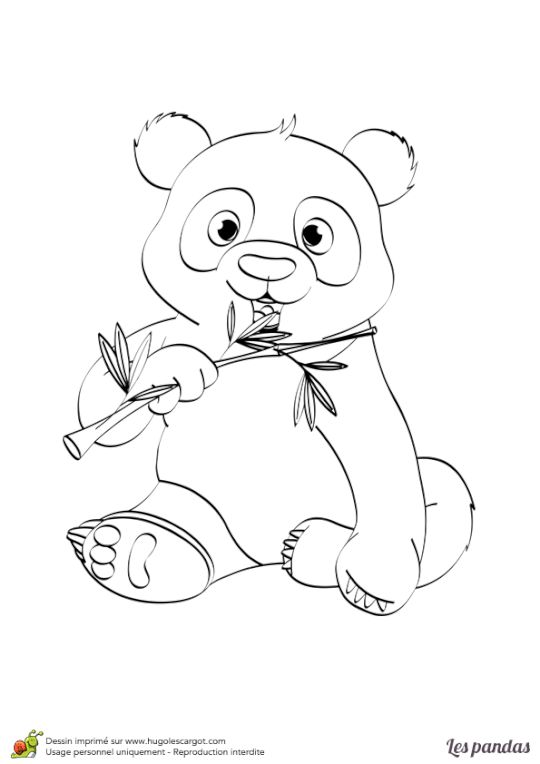 Dessin imprimé sur www.hugolescargot.com
Usage personnel uniquement - Reproduction interdite
Les pandas